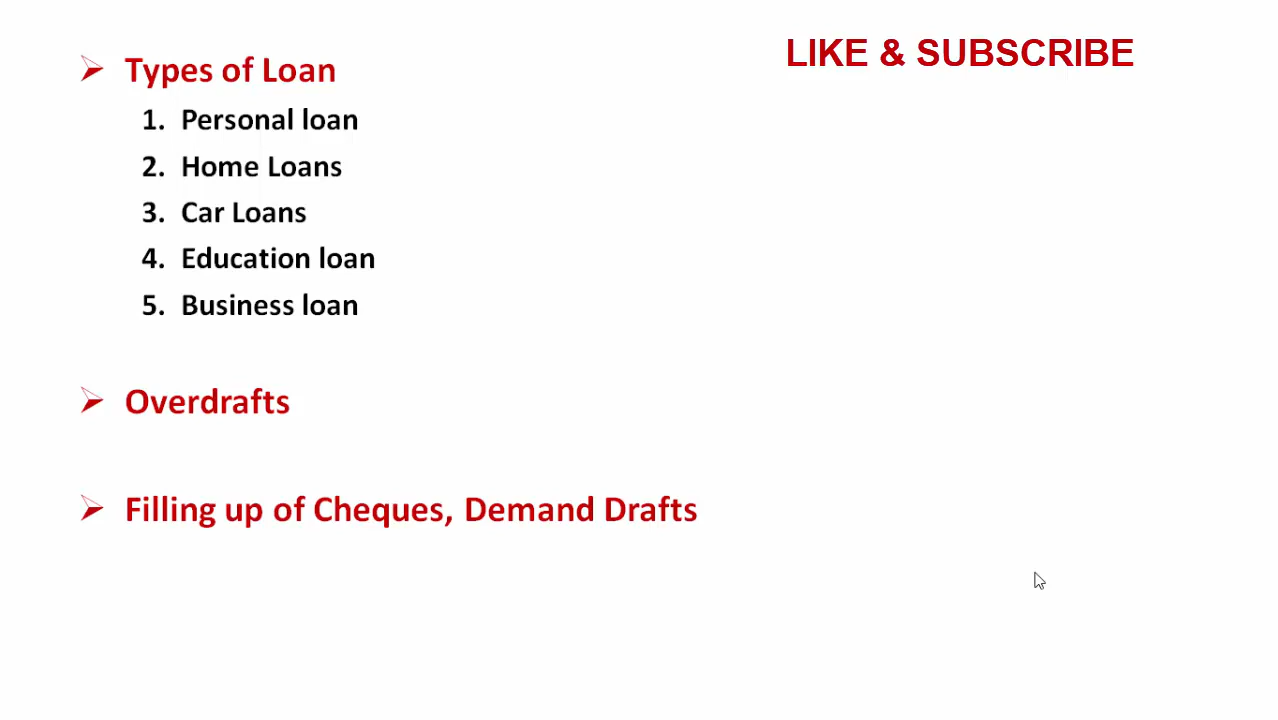 LIKE & SUBSCRIBE
Types of Loan
1. Personal loan
2. Home Loans
3. Car Loans
4. Education loan
5. Business loan
Overdrafts
Filling up of Cheques, Demand Drafts